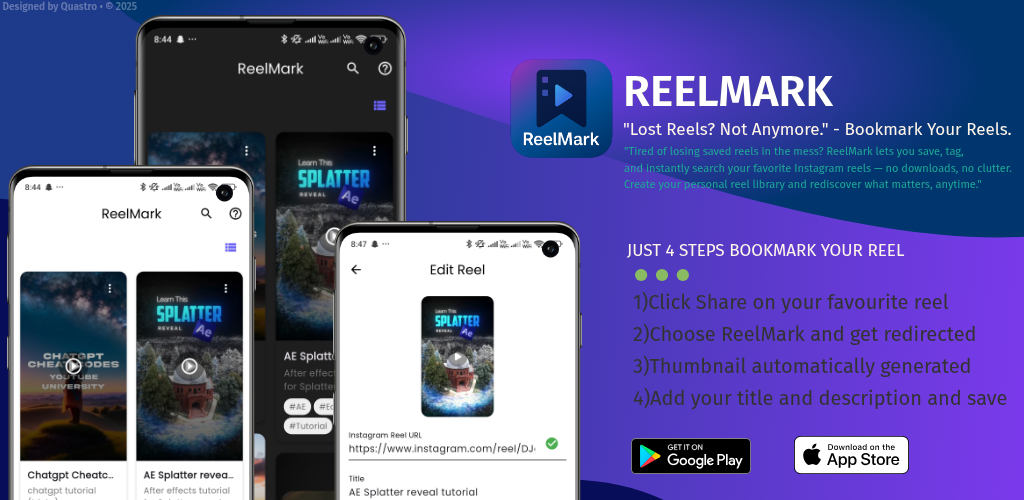 Designed by Quastro • © 2025
8:44
ReelMark
Learn This
SPLATTER
REVEAL
Ae
AE Splatt
After effec
for Splatte
#AE
#Tutorial
8:44
ReelMark
CHATGPT
CHEATCODES
YOUTUBE
UNIVERSITY
Learn This
SPLATTER
REVEAL
Ae
Chatgpt Cheatc...
chatgpt tutorial
AE Splatter revea...
After effects tutorial
8:47
Edit Reel
Learn This
SPLATTER
REVEAL
Ae
Instagram Reel URL
https://www.instagram.com/reel/DJ
Title
AE Splatter reveal tutorial
ReelMark
REELMARK
"Lost Reels? Not Anymore." - Bookmark Your Reels.
"Tired of losing saved reels in the mess? ReelMark lets you save, tag,
and instantly search your favorite Instagram reels — no downloads, no clutter.
Create your personal reel library and rediscover what matters, anytime."
JUST 4 STEPS BOOKMARK YOUR REEL
1)Click Share on your favourite reel
2)Choose ReelMark and get redirected
3)Thumbnail automatically generated
4)Add your title and description and save
GET IT ON
Google Play
Download on the
App Store